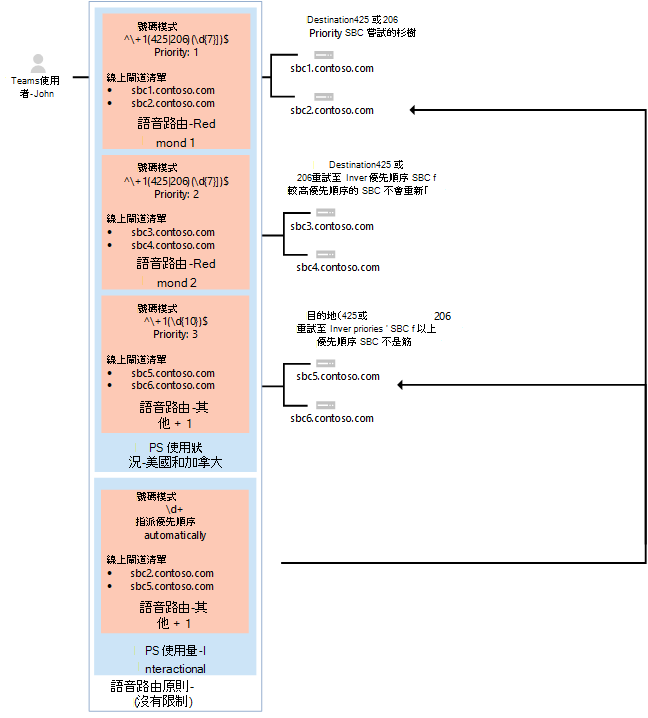 Teams使用
者-John
號碼模式
^\+1(425|206)(\d{7})$
Priority: 1
線上閘道清單
• sbc1.contoso.com
• sbc2.contoso.com
語音路由-Red
mond 1
Destination425 或 206
Priority SBC 嘗試的杉樹
sbc1.contoso.com
sbc2.contoso.com
號碼模式
^\+1(425|206)(\d{7})$
Priority: 2
線上閘道清單
• sbc3.contoso.com
• sbc4.contoso.com
語音路由-Red
mond 2
Destination425 或
206重試至 Inver 優先順序 SBC f
較高優先順序的 SBC 不會重新「
sbc3.contoso.com
sbc4.contoso.com
號碼模式
^\+1(\d{10})$
Priority: 3
線上閘道清單
• sbc5.contoso.com
• sbc6.contoso.com
語音路由-其
他 + 1
目的地(425或 206
重試至 Inver priories ' SBC f 以上
優先順序 SBC 不是筋
sbc5.contoso.com
sbc6.contoso.com
PS 使用狀
況-美國和加拿大
號碼模式
\d+
指派優先順序
automatically
線上閘道清單
• sbc2.contoso.com
• sbc5.contoso.com
語音路由-其
他 + 1
PS 使用量-I
nteractional
語音路由原則-
(沒有限制)